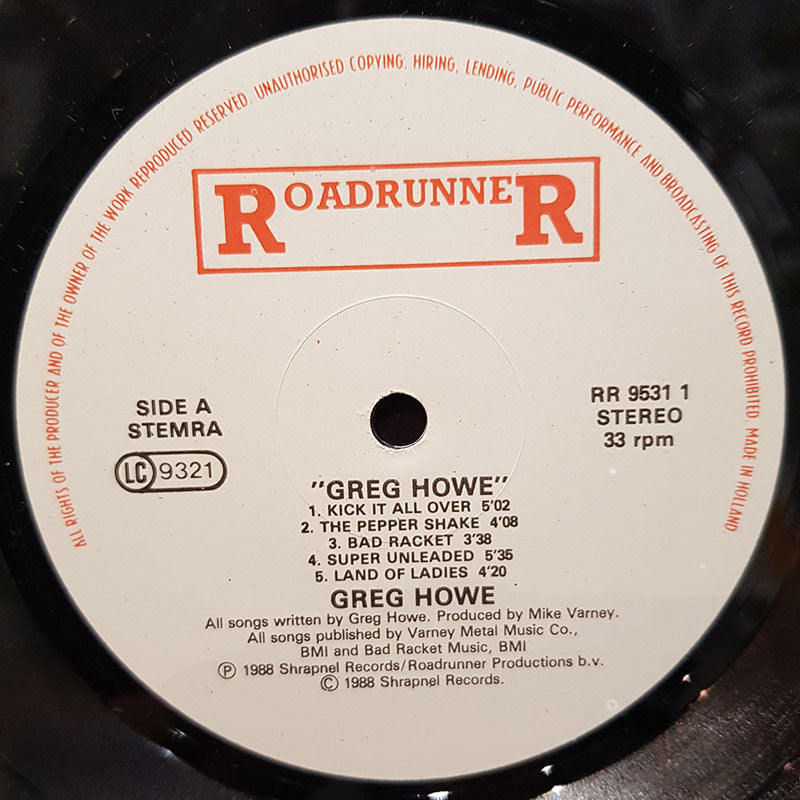 ALL RIGHTS OF THE PRODUCER AND OF THE OWNER OF THE WORK REPRODUCED RESERVED. UNAUTHORISED COPYING. HIRING, LENDING, PUBLIC PERFORMANCE AND BROADCASTING OF THIS RECORD PROHIBITED. MADE IN HOLLAND.
ROADRUNNER
SIDE A
STEMRA
LC 9321
RR 9531 1
STEREO
33 rpm
"GREG HOWE"
1. KICK IT ALL OVER 5'02
2. THE PEPPER SHAKE 4'08
3. BAD RACKET 3'38
4. SUPER UNLEADED 5'35
5. LAND OF LADIES 4'20
GREG HOWE
All songs written by Greg Howe. Produced by Mike Varney.
All songs published by Varney Metal Music Co.,
BMI and Bad Racket Music, BMI
℗ 1988 Shrapnel Records/Roadrunner Productions b.v.
© 1988 Shrapnel Records.